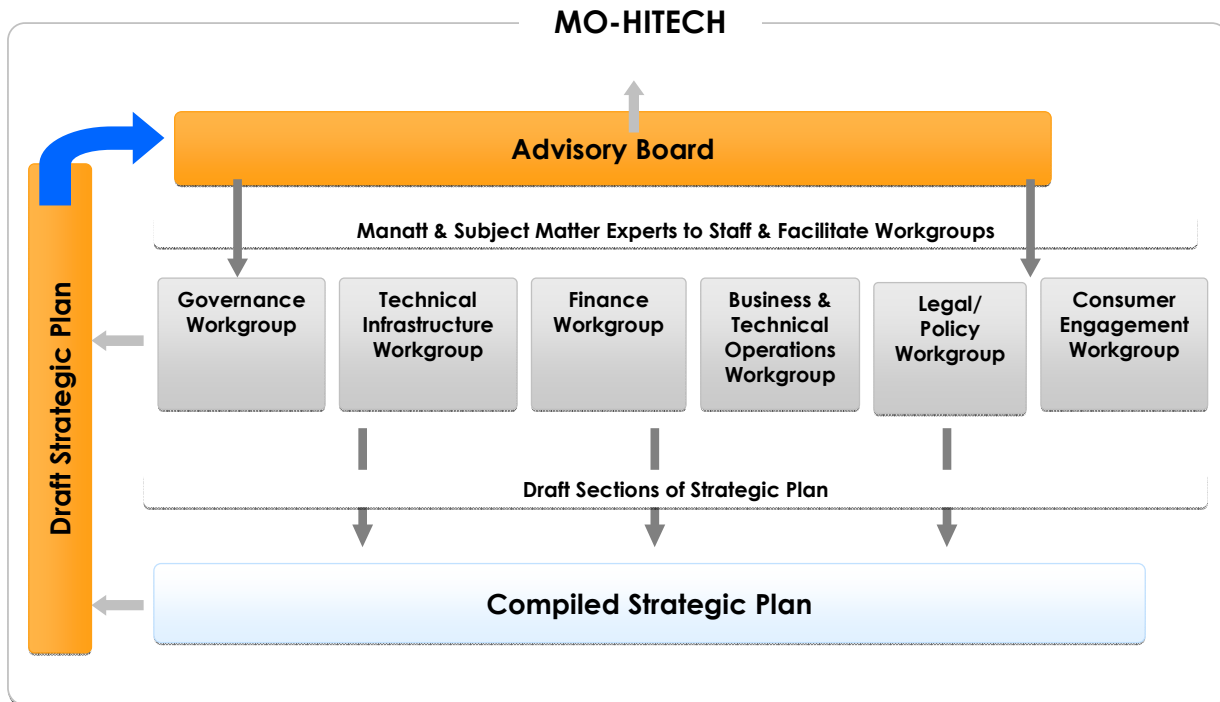 MO-HITECH
Advisory Board
Manatt & Subject Matter Experts to Staff & Facilitate Workgroups
Governance
Workgroup
Technical
Infrastructure
Workgroup
Finance
Workgroup
Business &
Technical
Operations
Workgroup
Legal/
Policy
Workgroup
Consumer
Engagement
Workgroup
Draft Strategic Plan
Draft Sections of Strategic Plan
Compiled Strategic Plan